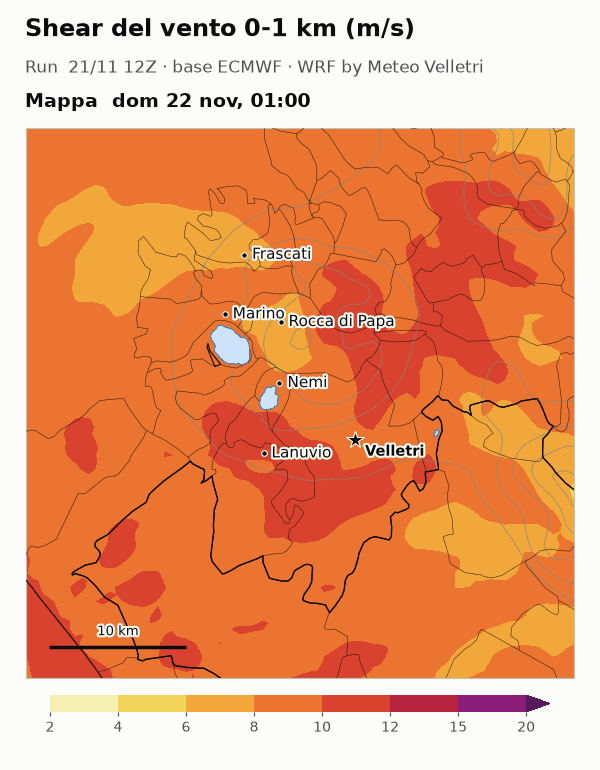 Shear del vento 0-1 km (m/s)
Run  21/11 12Z · base ECMWF · WRF by Meteo Velletri
Mappa  dom 22 nov, 01:00
Frascati
Marino
Rocca di Papa
Nemi
Velletri
Lanuvio
10 km
2 4 6 8 10 12 15 20